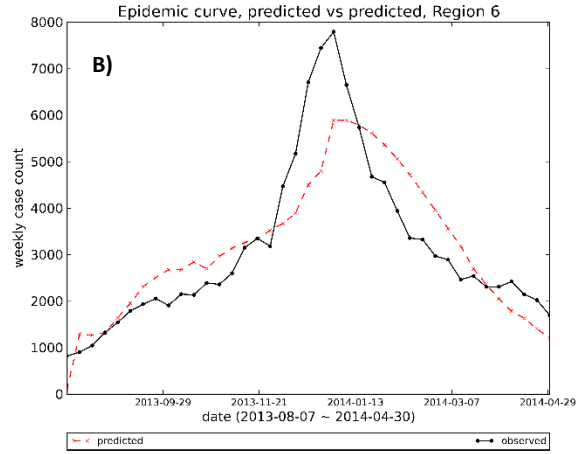 Epidemic curve, predicted vs predicted, Region 6
B)
8000
7000
6000
5000
4000
3000
2000
1000
0
weekly case count
2013-09-29 2013-11-21 2014-01-13 2014-03-07 2014-04-29
date (2013-08-07 ~ 2014-04-30)
predicted observed